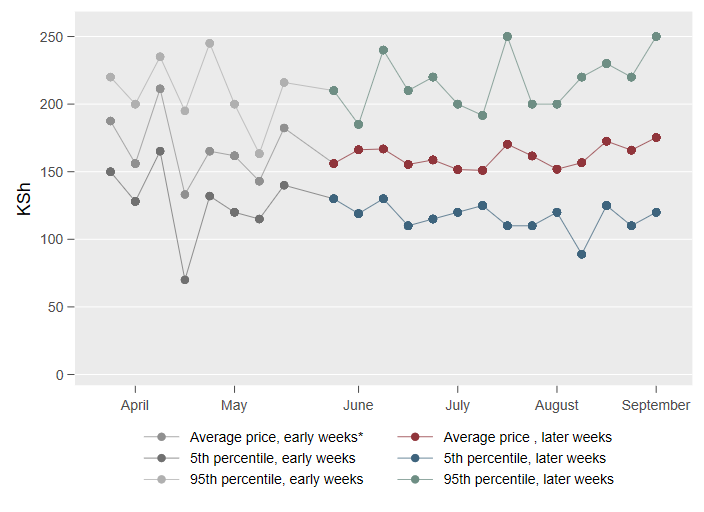 KSh
250
200
150
100
50
0
April May June July August September
Average price, early weeks* Average price , later weeks
5th percentile, early weeks 5th percentile, later weeks
95th percentile, early weeks 95th percentile, later weeks